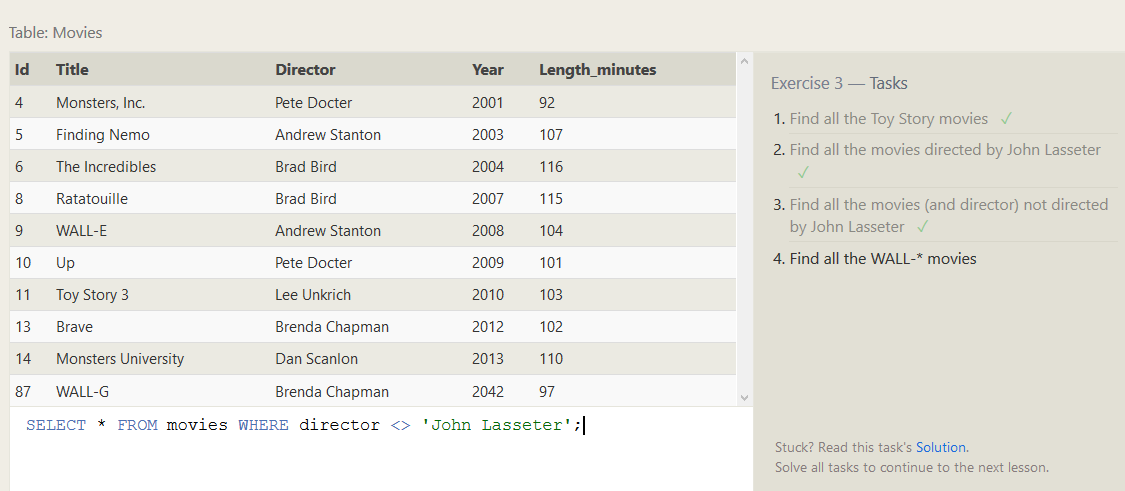 Table: Movies
Id Title Director Year Length_minutes
4 Monsters, Inc. Pete Docter 2001 92
5 Finding Nemo Andrew Stanton 2003 107
6 The Incredibles Brad Bird 2004 116
8 Ratatouille Brad Bird 2007 115
9 WALL-E Andrew Stanton 2008 104
10 Up Pete Docter 2009 101
11 Toy Story 3 Lee Unkrich 2010 103
13 Brave Brenda Chapman 2012 102
14 Monsters University Dan Scanlon 2013 110
87 WALL-G Brenda Chapman 2042 97
SELECT * FROM movies WHERE director <> 'John Lasseter';
Exercise 3 — Tasks
1. Find all the Toy Story movies ✓
2. Find all the movies directed by John Lasseter
✓
3. Find all the movies (and director) not directed
by John Lasseter ✓
4. Find all the WALL-* movies
Stuck? Read this task's Solution.
Solve all tasks to continue to the next lesson.